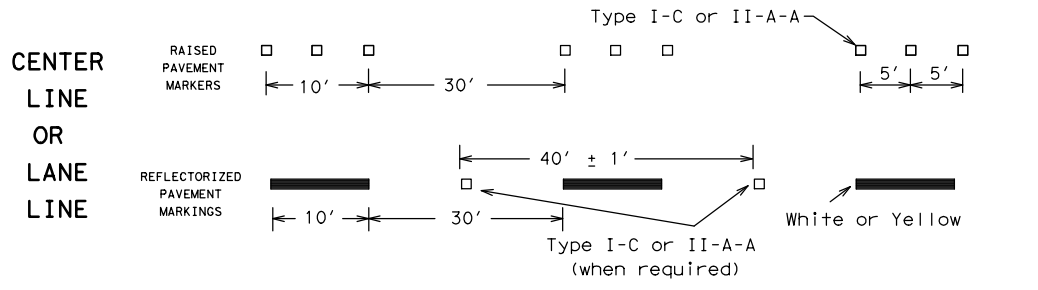 Type I-C or II-A-A
CENTER
LINE
OR
LANE
LINE
RAISED
PAVEMENT
MARKERS
10'
30'
5'
5'
40' ± 1'
REFLECTORIZED
PAVEMENT
MARKINGS
10'
30'
Type I-C or II-A-A
(when required)
White or Yellow